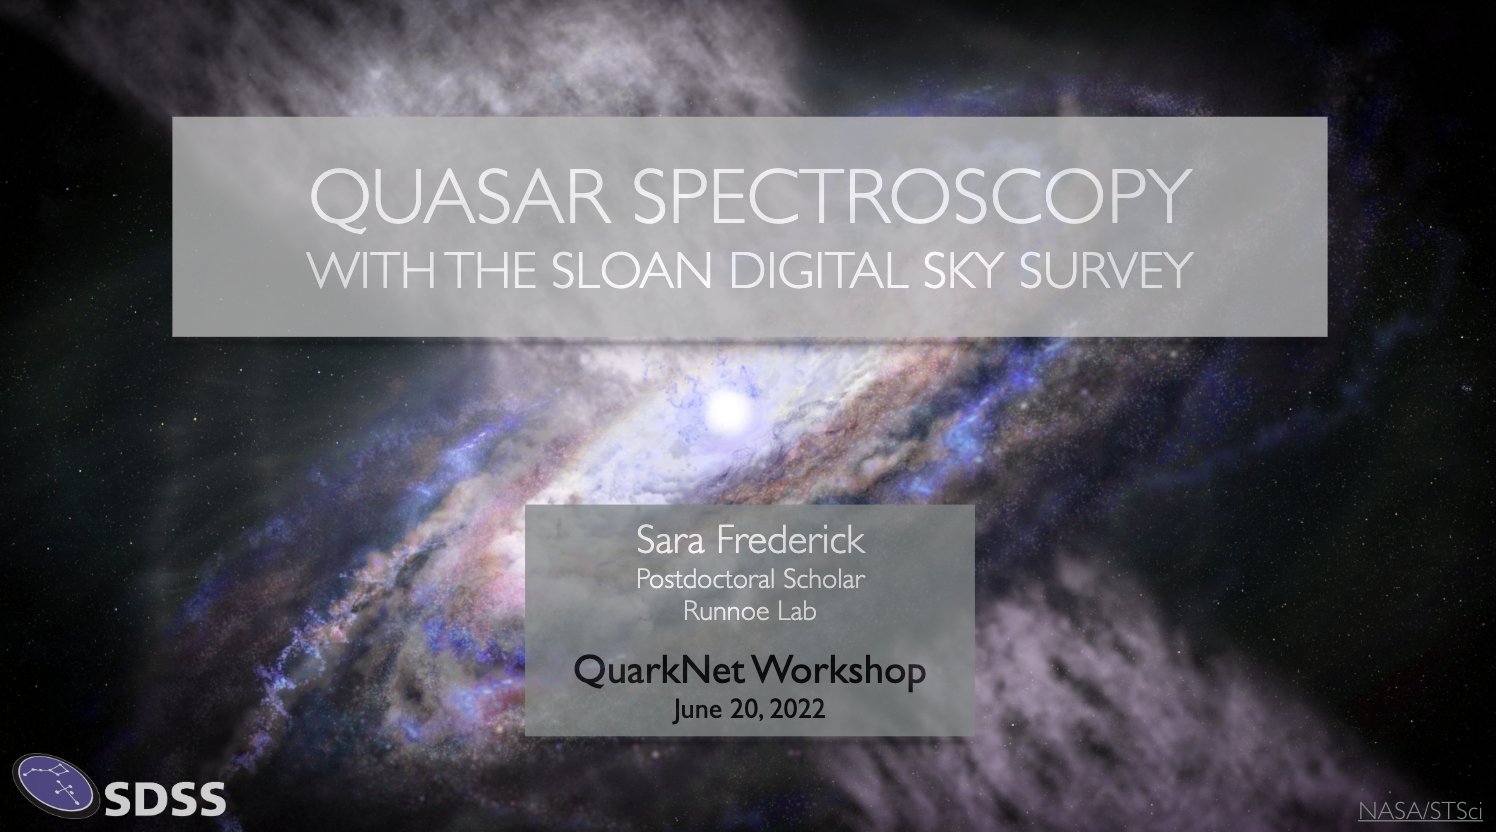 QUASAR SPECTROSCOPY
WITH THE SLOAN DIGITAL SKY SURVEY
Sara Frederick
Postdoctoral Scholar
Runnoe Lab
QuarkNet Workshop
June 20, 2022
SDSS
NASA/STSci